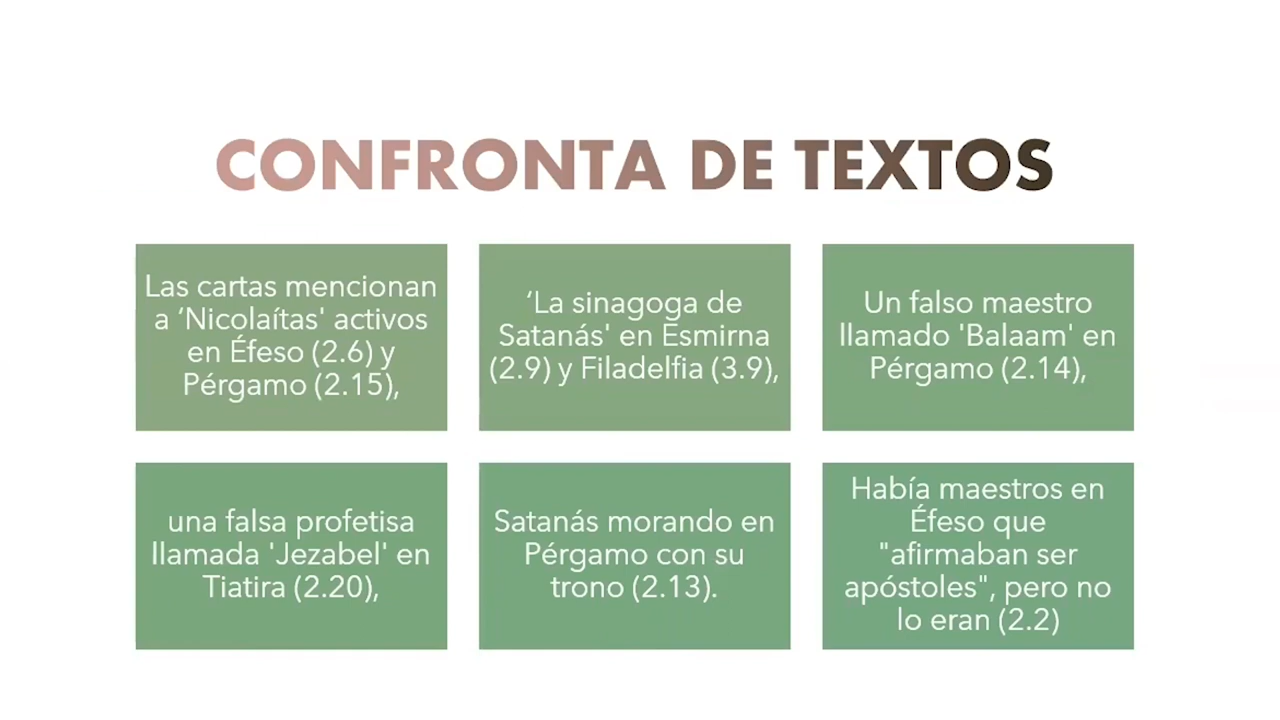 CONFRONTA DE TEXTOS
Las cartas mencionan
a ‘Nicolaítas' activos
en Éfeso (2.6) y
Pérgamo (2.15),
‘La sinagoga de
Satanás' en Esmirna
(2.9) y Filadelfia (3.9),
Un falso maestro
llamado 'Balaam' en
Pérgamo (2.14),
una falsa profetisa
llamada 'Jezabel' en
Tiatira (2.20),
Satanás morando en
Pérgamo con su
trono (2.13).
Había maestros en
Éfeso que
"afirmaban ser
apóstoles", pero no
lo eran (2.2)